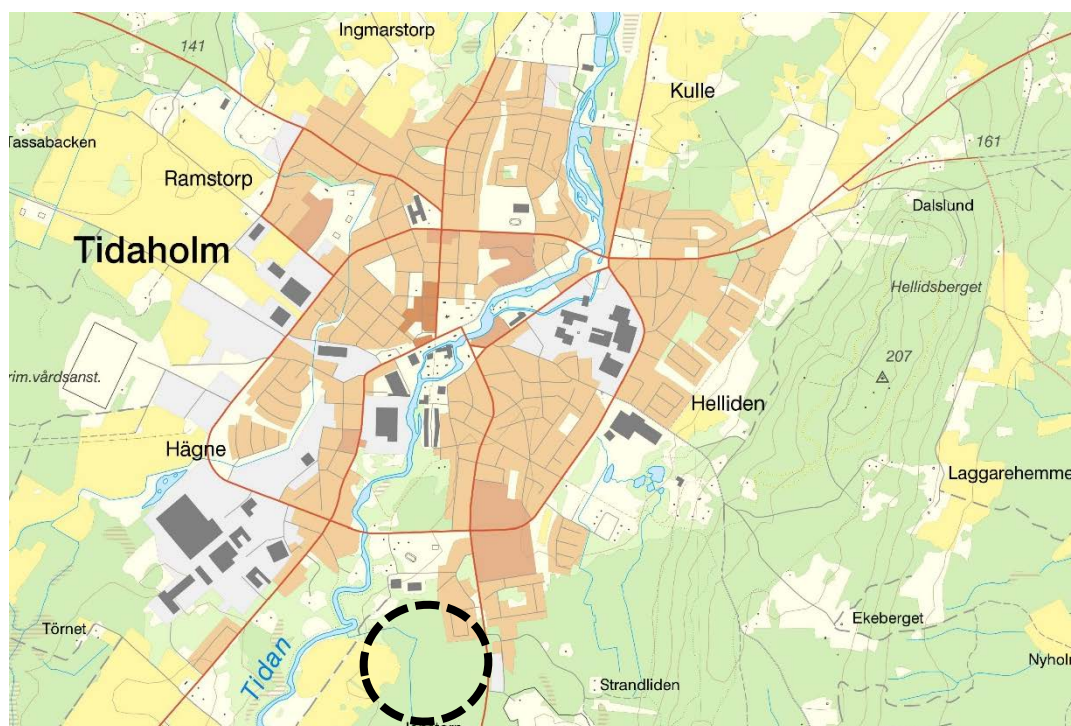 Ingmarstorp
141
Kulle
Tassabacken
161
Ramstorp
Dalslund
Tidaholm
Hellidsberget
207
rim.vårdsanst.
Helliden
Hägne
Laggarehemme
Ekeberget
Törnet
Nyholm
Tidan
Strandliden